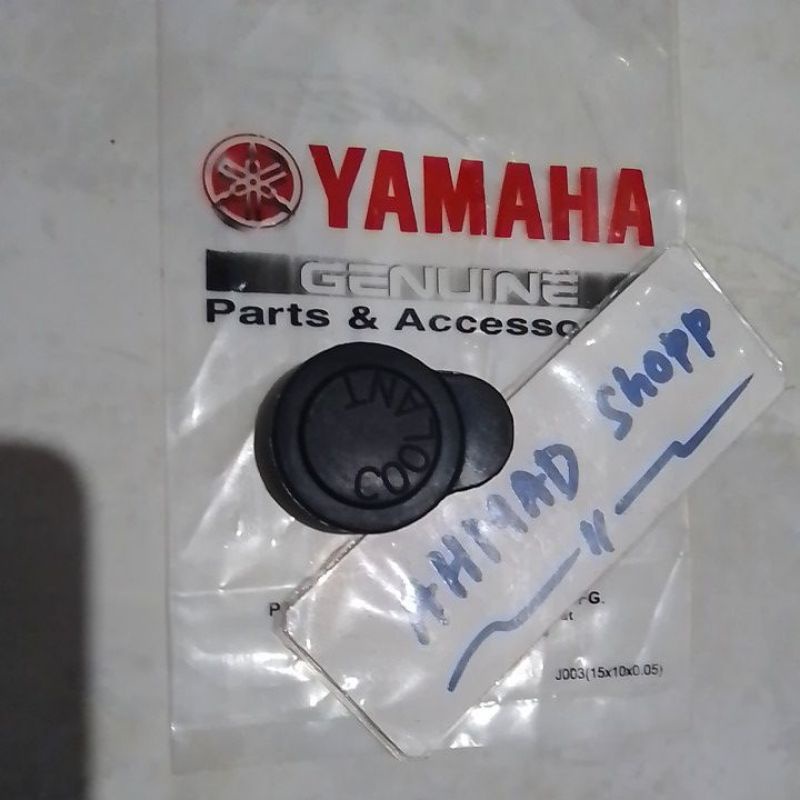 YAMAHA
GENUINE
Parts & Accesso
COOLANT
AHMAD Shopp
J003(15x10x0.05)